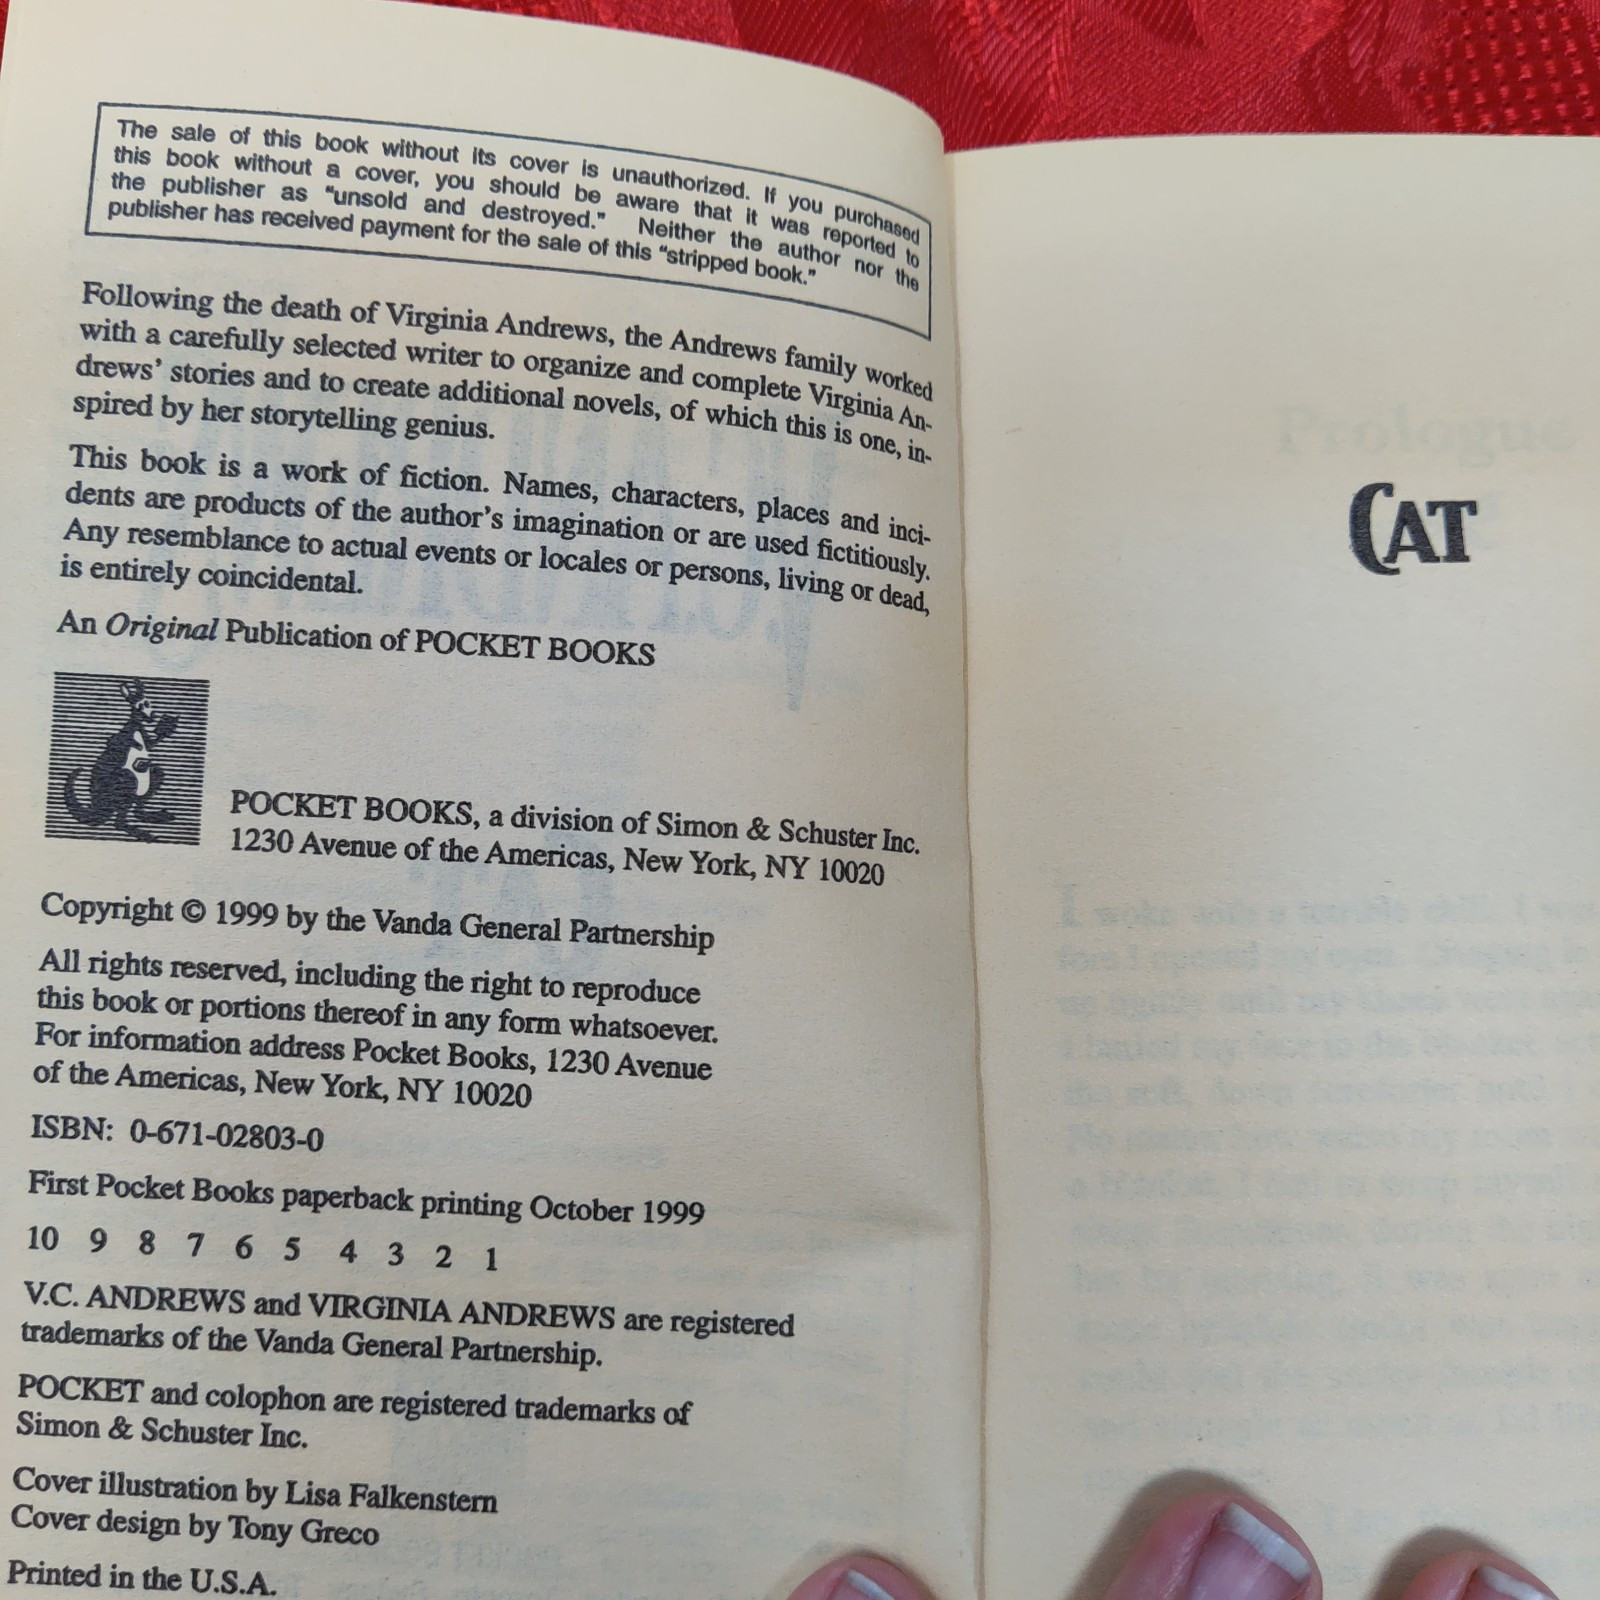 The sale of this book without its cover is unauthorized. If you purchased
this book without a cover, you should be aware that it was reported to
the publisher as "unsold and destroyed." Neither the author nor the
publisher has received payment for the sale of this "stripped book."
Following the death of Virginia Andrews, the Andrews family worked
with a carefully selected writer to organize and complete Virginia An-
drews' stories and to create additional novels, of which this is one, in-
spired by her storytelling genius.
This book is a work of fiction. Names, characters, places and inci-
dents are products of the author's imagination or are used fictitiously.
Any resemblance to actual events or locales or persons, living or dead,
is entirely coincidental.
An Original Publication of POCKET BOOKS
POCKET BOOKS, a division of Simon & Schuster Inc.
1230 Avenue of the Americas, New York, NY 10020
Copyright © 1999 by the Vanda General Partnership
All rights reserved, including the right to reproduce
this book or portions thereof in any form whatsoever.
For information address Pocket Books, 1230 Avenue
of the Americas, New York, NY 10020
ISBN: 0-671-02803-0
First Pocket Books paperback printing October 1999
10 9 8 7 6 5 4 3 2 1
V.C. ANDREWS and VIRGINIA ANDREWS are registered
trademarks of the Vanda General Partnership.
POCKET and colophon are registered trademarks of
Simon & Schuster Inc.
Cover illustration by Lisa Falkenstern
Cover design by Tony Greco
Printed in the U.S.A.
Prologue
CAT